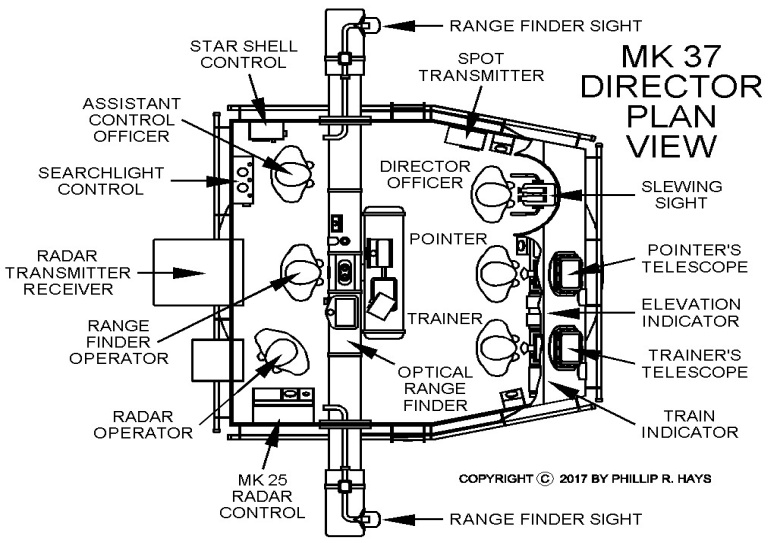 RANGE FINDER SIGHT
MK 37
DIRECTOR
PLAN
VIEW
STAR SHELL
CONTROL
SPOT
TRANSMITTER
ASSISTANT
CONTROL
OFFICER
SEARCHLIGHT
CONTROL
DIRECTOR
OFFICER
SLEWING
SIGHT
POINTER
POINTER'S
TELESCOPE
RADAR
TRANSMITTER
RECEIVER
ELEVATION
INDICATOR
TRAINER
RANGE
FINDER
OPERATOR
TRAINER'S
TELESCOPE
OPTICAL
RANGE
FINDER
RADAR
OPERATOR
TRAIN
INDICATOR
MK 25
RADAR
CONTROL
COPYRIGHT © 2017 BY PHILLIP R. HAYS
RANGE FINDER SIGHT